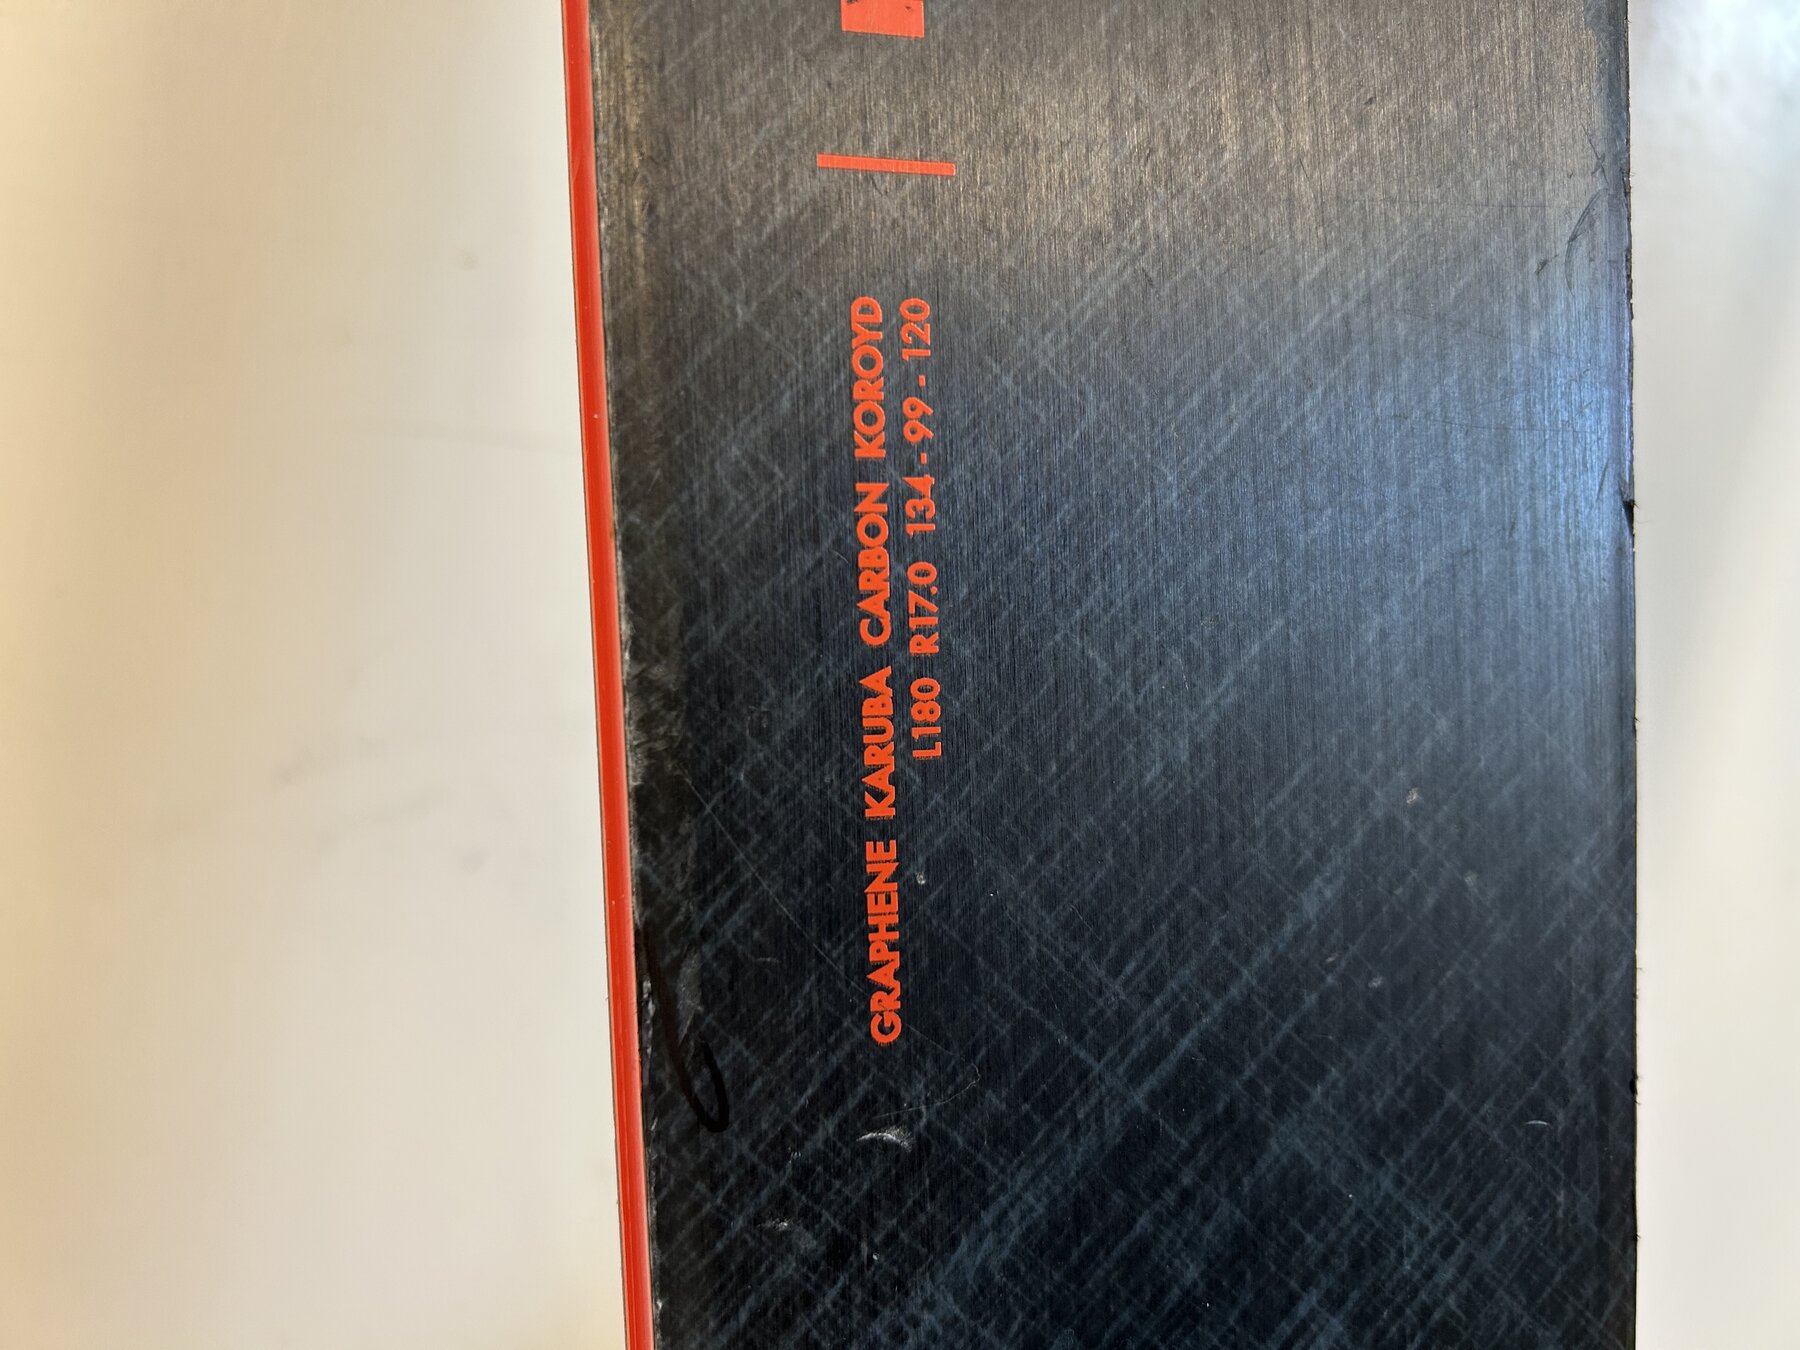 GRAPHENE KARUBA CARBON KOROYD
L180 R17.0 134-99-120